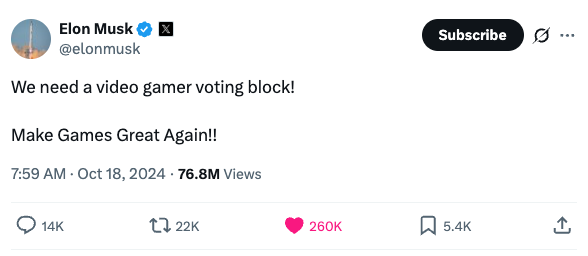 Elon Musk
@elonmusk
Subscribe
We need a video gamer voting block!
Make Games Great Again!!
7:59 AM · Oct 18, 2024 · 76.8M Views
14K 22K 260K 5.4K